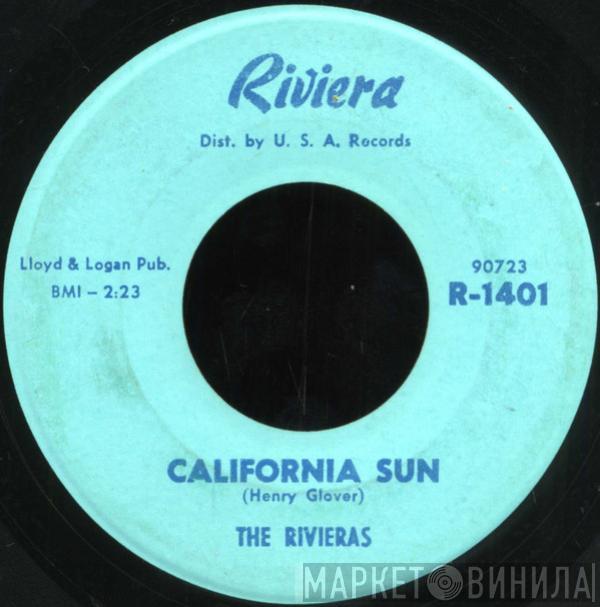 Riviera
Dist. by U. S. A. Records
Lloyd & Logan Pub.
BMI – 2:23
90723
R-1401
CALIFORNIA SUN
(Henry Glover)
THE RIVIERAS
МАРКЕТ ВИНИЛА